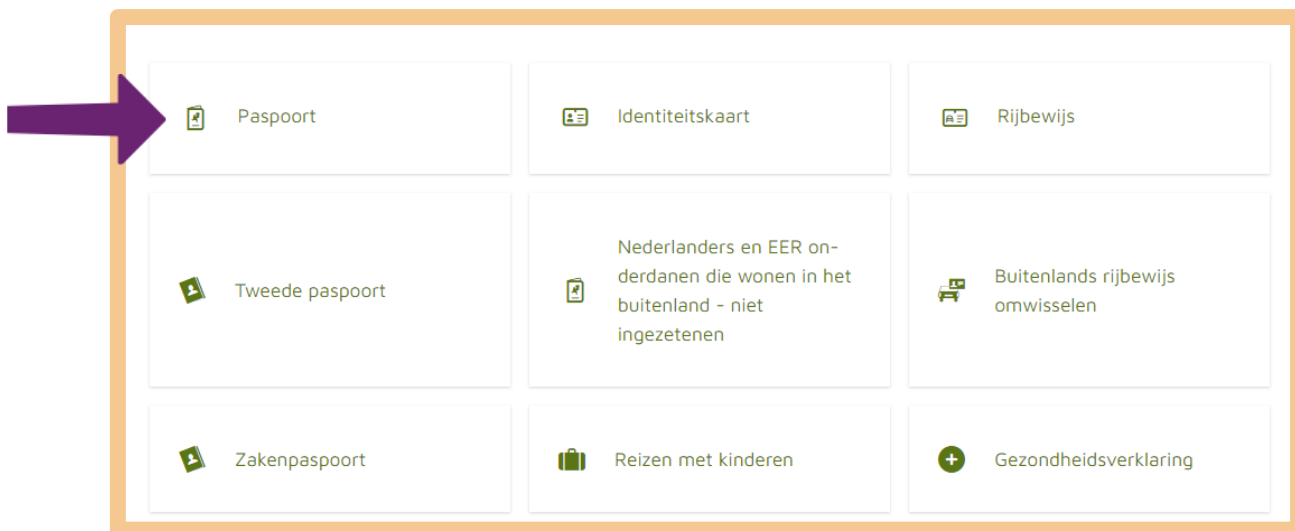 Paspoort
Identiteitskaart
Rijbewijs
Tweede paspoort
Nederlanders en EER on-
derdanen die wonen in het
buitenland - niet
ingezetenen
Buitenlands rijbewijs
omwisselen
Zakenpaspoort
Reizen met kinderen
Gezondheidsverklaring